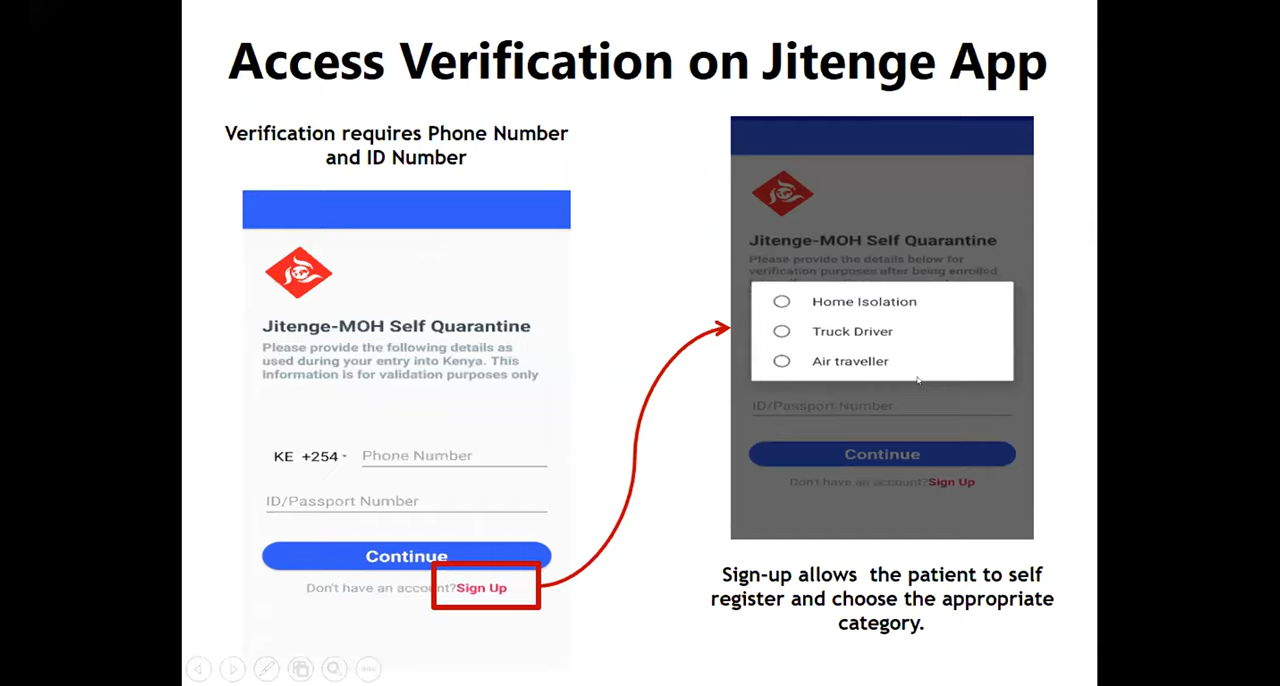 Access Verification on Jitenge App
Verification requires Phone Number
and ID Number
Jitenge-MOH Self Quarantine
Please provide the following details as
used during your entry into Kenya. This
information is for validation purposes only
KE +254
Phone Number
ID/Passport Number
Continue
Don't have an account?Sign Up
Jitenge-MOH Self Quarantine
Please provide the details below for
verification purposes after being enrolled
Home Isolation
Truck Driver
Air traveller
ID/Passport Number
Continue
Don't have an account?Sign Up
Sign-up allows the patient to self
register and choose the appropriate
category.